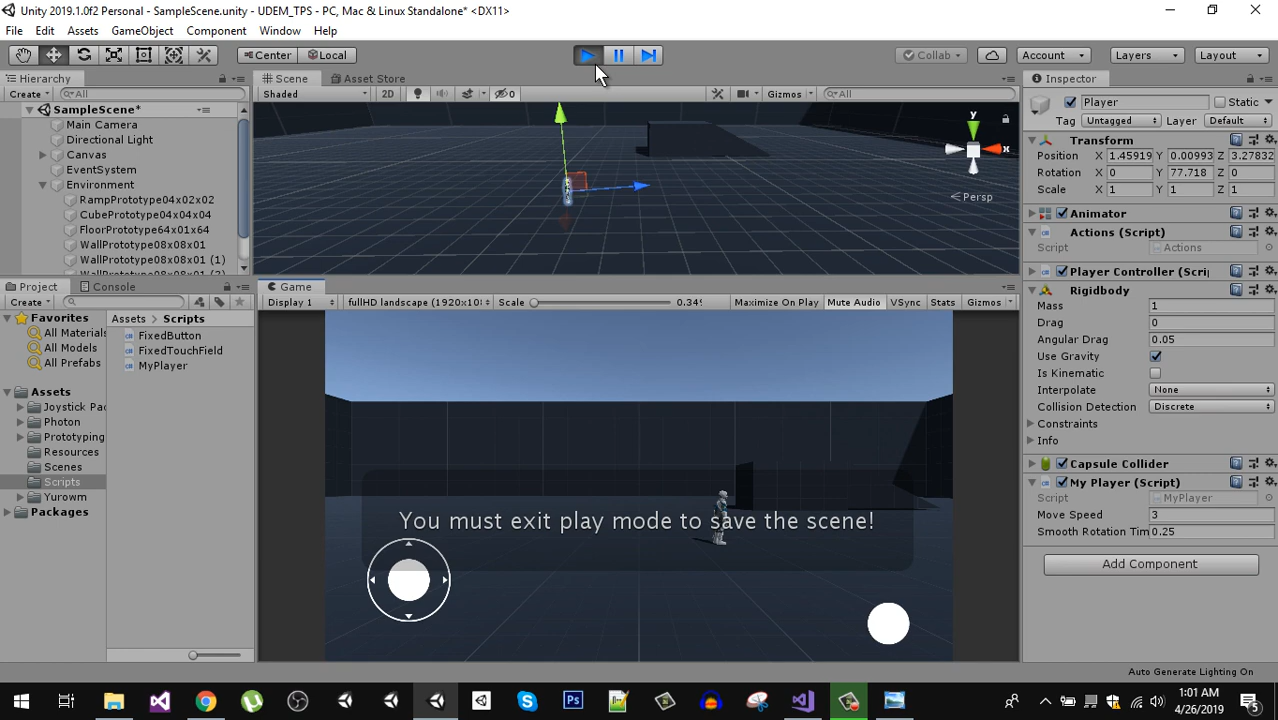 Unity 2019.1.0f2 Personal - SampleScene.unity - UDEM_TPS - PC, Mac & Linux Standalone* <DX11>
File Edit Assets GameObject Component Window Help
Center Local Collab Account Layers Layout
Hierarchy Scene Asset Store Inspector
Create All Shaded 2D 0 Gizmos All
SampleScene*
Main Camera
Directional Light
Canvas
EventSystem
Environment
RampPrototype04x02x02
CubePrototype04x04x04
FloorPrototype64x01x64
WallPrototype08x08x01
WallPrototype08x08x01 (1)
WallPrototype08x08x01 (2)
y
x
Persp
Player Static
Tag Untagged Layer Default
Transform
Position X 1.45919 Y 0.00993 Z 3.27832
Rotation X 0 Y 77.718 Z 0
Scale X 1 Y 1 Z 1
Animator
Actions (Script)
Script Actions
Player Controller (Scri
Rigidbody
Mass 1
Drag 0
Angular Drag 0.05
Use Gravity
Is Kinematic
Interpolate None
Collision Detection Discrete
Constraints
Info
Capsule Collider
My Player (Script)
Script MyPlayer
Move Speed 3
Smooth Rotation Tim 0.25
Add Component
Project Console
Create
Favorites
All Materials
All Models
All Prefabs
Assets
Joystick Pac
Photon
Prototyping
Resources
Scenes
Scripts
Yurowm
Packages
Assets Scripts
FixedButton
FixedTouchField
MyPlayer
Game
Display 1 fullHD landscape (1920x10 Scale 0.34 Maximize On Play Mute Audio VSync Stats Gizmos
You must exit play mode to save the scene!
Auto Generate Lighting On
Ps
1:01 AM
4/26/2019
5